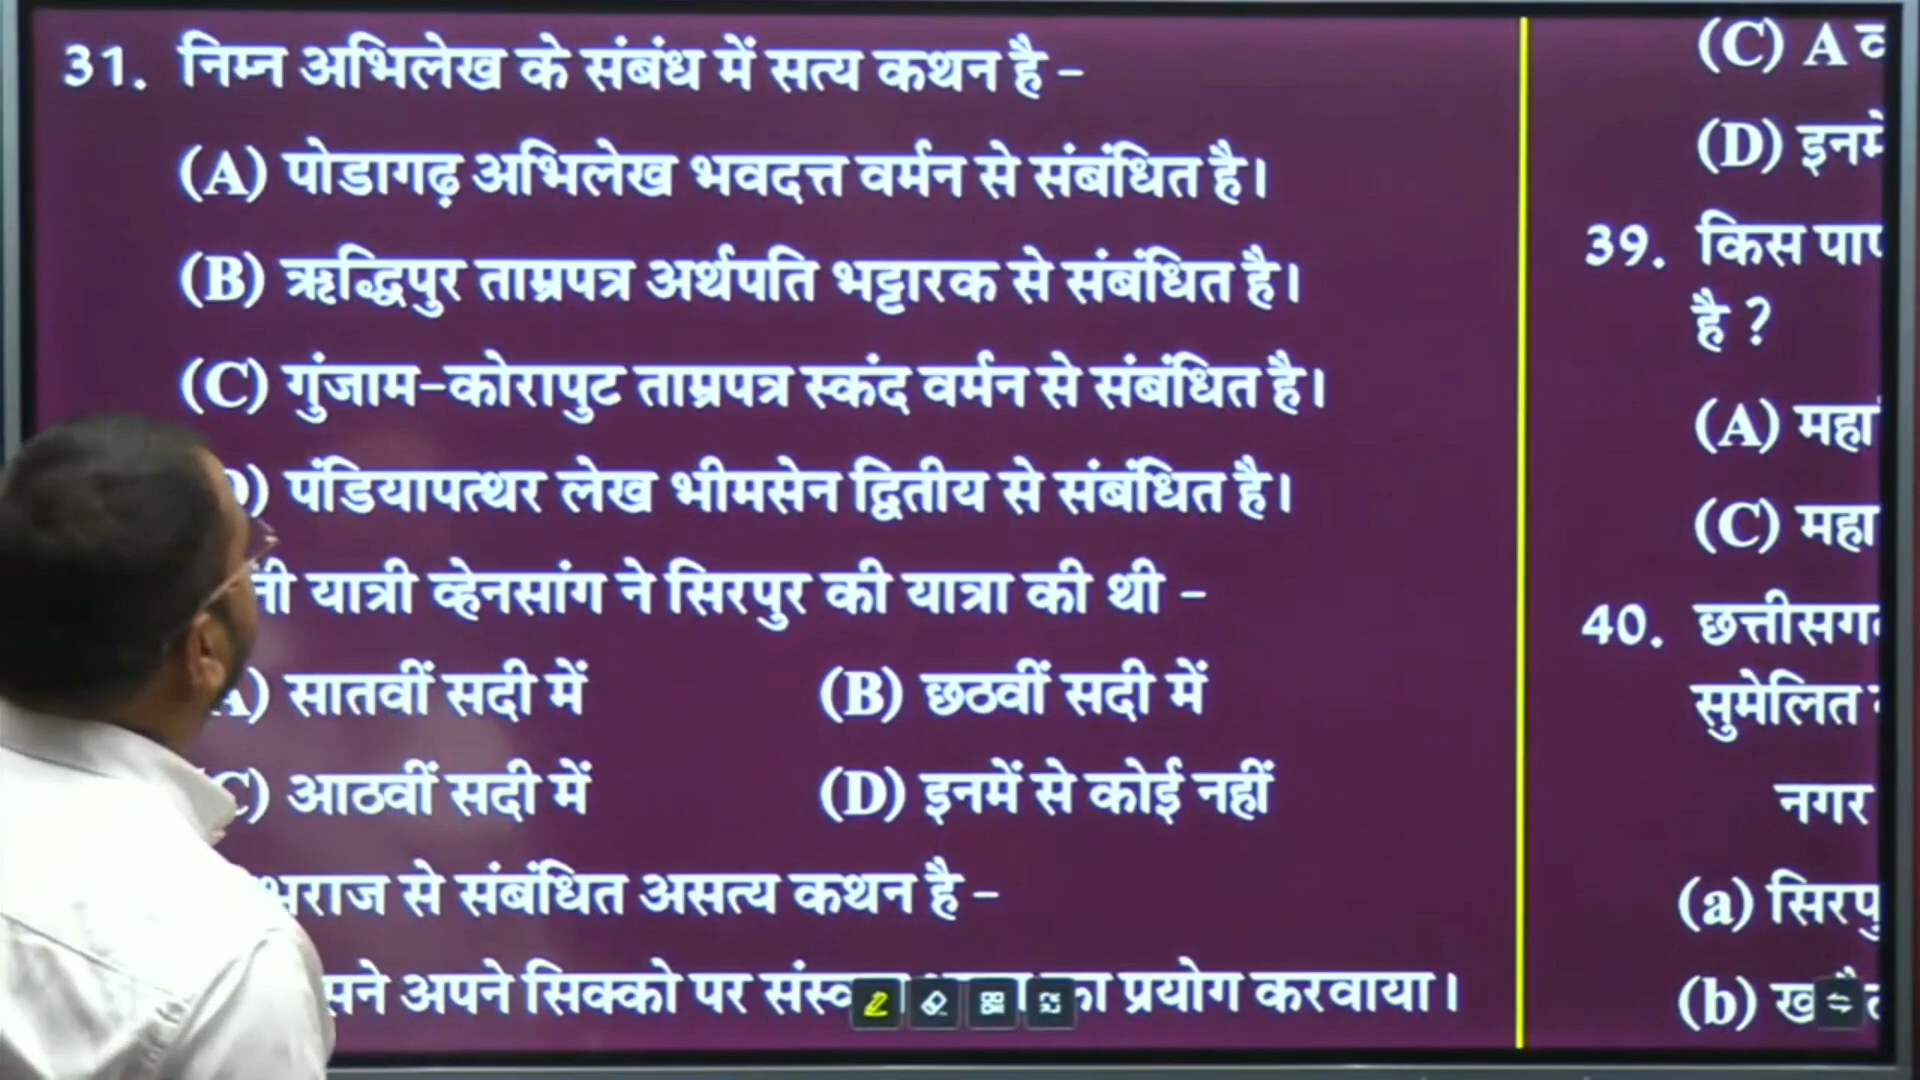 31. निम्न अभिलेख के संबंध में सत्य कथन है –
(A) पोडागढ़ अभिलेख भवदत्त वर्मन से संबंधित है।
(B) ऋद्धिपुर ताम्रपत्र अर्थपति भट्टारक से संबंधित है।
(C) गुंजाम-कोरापुट ताम्रपत्र स्कंद वर्मन से संबंधित है।
पंडियापत्थर लेख भीमसेन द्वितीय से संबंधित है।
यात्री व्हेनसांग ने सिरपुर की यात्रा की थी –
A) सातवीं सदी में (B) छठवीं सदी में
C) आठवीं सदी में (D) इनमें से कोई नहीं
से संबंधित असत्य कथन है –
अपने सिक्को पर का प्रयोग करवाया।
(C) A
(D)
39. किस
है ?
(A)
(C)
40.
सुमेलित
नगर
(a)
(b)